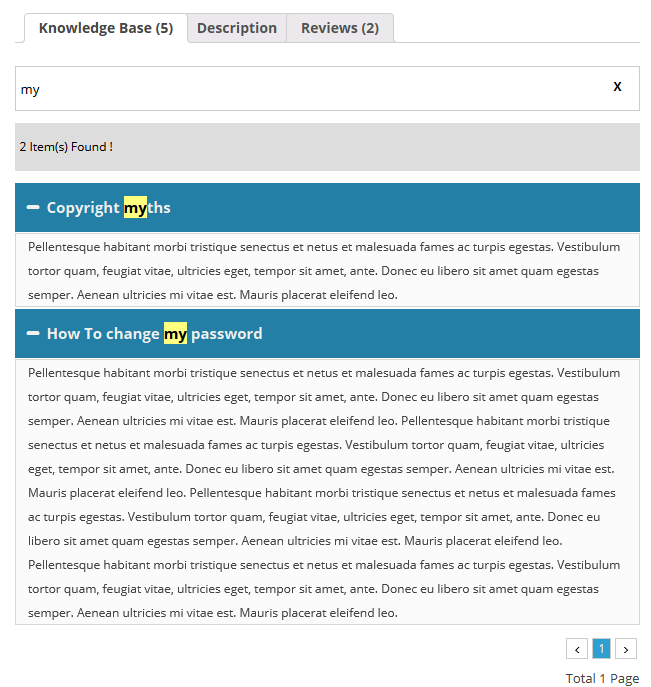 Knowledge Base (5) Description Reviews (2)
my X
2 Item(s) Found !
Copyright myths
Pellentesque habitant morbi tristique senectus et netus et malesuada fames ac turpis egestas. Vestibulum
tortor quam, feugiat vitae, ultricies eget, tempor sit amet, ante. Donec eu libero sit amet quam egestas
semper. Aenean ultricies mi vitae est. Mauris placerat eleifend leo.
How To change my password
Pellentesque habitant morbi tristique senectus et netus et malesuada fames ac turpis egestas. Vestibulum
tortor quam, feugiat vitae, ultricies eget, tempor sit amet, ante. Donec eu libero sit amet quam egestas
semper. Aenean ultricies mi vitae est. Mauris placerat eleifend leo. Pellentesque habitant morbi tristique
senectus et netus et malesuada fames ac turpis egestas. Vestibulum tortor quam, feugiat vitae, ultricies
eget, tempor sit amet, ante. Donec eu libero sit amet quam egestas semper. Aenean ultricies mi vitae est.
Mauris placerat eleifend leo. Pellentesque habitant morbi tristique senectus et netus et malesuada fames
ac turpis egestas. Vestibulum tortor quam, feugiat vitae, ultricies eget, tempor sit amet, ante. Donec eu
libero sit amet quam egestas semper. Aenean ultricies mi vitae est. Mauris placerat eleifend leo.
Pellentesque habitant morbi tristique senectus et netus et malesuada fames ac turpis egestas. Vestibulum
tortor quam, feugiat vitae, ultricies eget, tempor sit amet, ante. Donec eu libero sit amet quam egestas
semper. Aenean ultricies mi vitae est. Mauris placerat eleifend leo.
‹ 1 ›
Total 1 Page